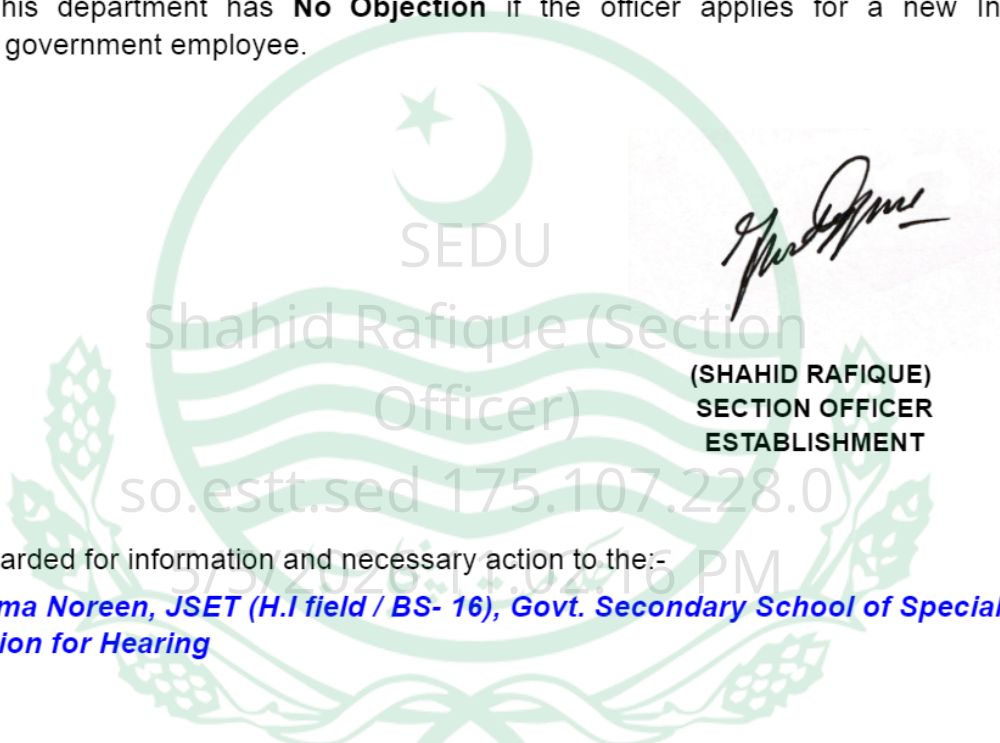 his department has No Objection if the officer applies for a new In
government employee.
SEDU
Shahid Rafique (Section
Officer)
(SHAHID RAFIQUE)
SECTION OFFICER
ESTABLISHMENT
so.estt.sed 175.107.228.0
arded for information and necessary action to the:-
PM
ma Noreen, JSET (H.I field / BS- 16), Govt. Secondary School of Special
ion for Hearing